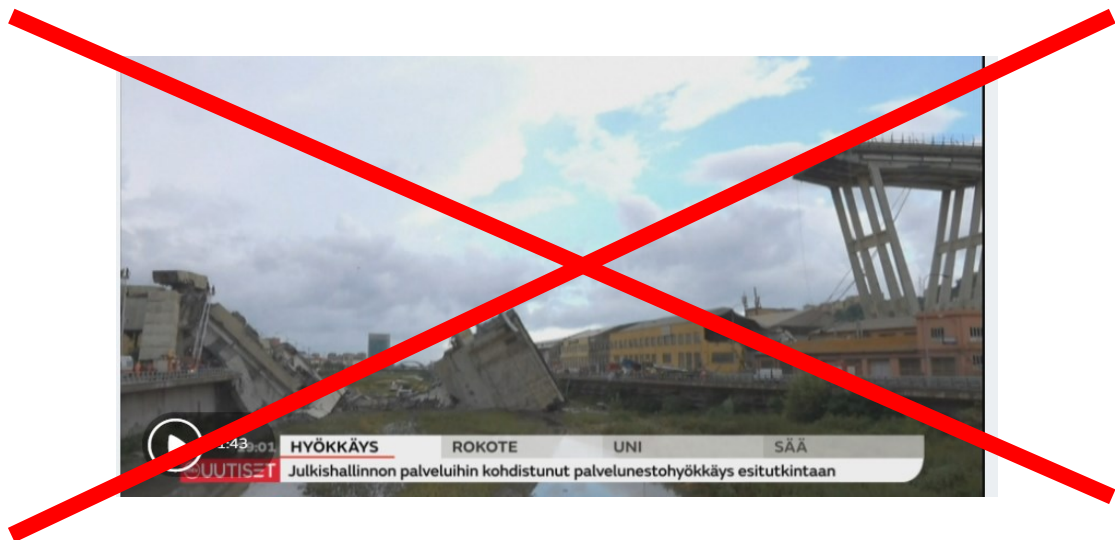 1:43
HYÖKKÄYS ROKOTE UNI SÄÄ
UUTISET Julkishallinnon palveluihin kohdistunut palvelunestohyökkäys esitutkintaan